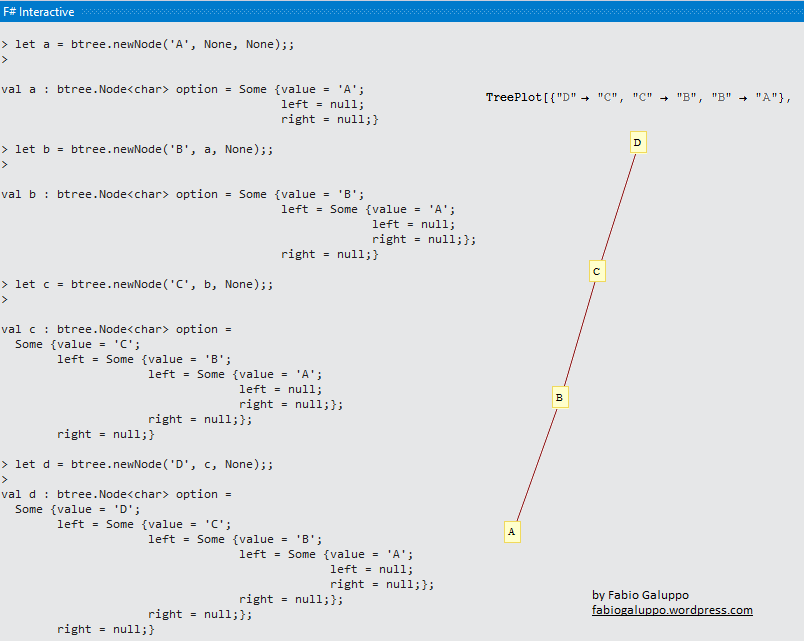 F# Interactive
> let a = btree.newNode('A', None, None);;
>
val a : btree.Node<char> option = Some {value = 'A';
left = null;
right = null;}
> let b = btree.newNode('B', a, None);;
>
val b : btree.Node<char> option = Some {value = 'B';
left = Some {value = 'A';
left = null;
right = null;};
right = null;}
> let c = btree.newNode('C', b, None);;
>
val c : btree.Node<char> option =
Some {value = 'C';
left = Some {value = 'B';
left = Some {value = 'A';
left = null;
right = null;};
right = null;};
right = null;}
> let d = btree.newNode('D', c, None);;
>
val d : btree.Node<char> option =
Some {value = 'D';
left = Some {value = 'C';
left = Some {value = 'B';
left = Some {value = 'A';
left = null;
right = null;};
right = null;};
right = null;};
right = null;}
TreePlot[{"D" → "C", "C" → "B", "B" → "A"},
D
C
B
A
by Fabio Galuppo
fabiogaluppo.wordpress.com